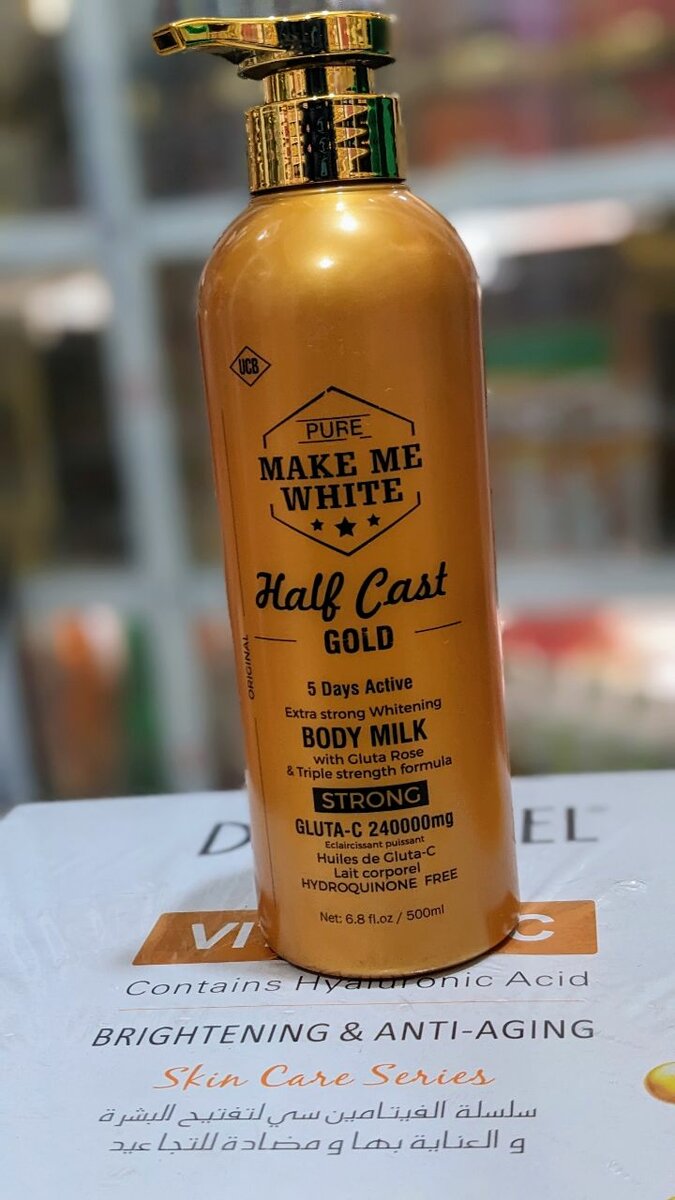 UCB
PURE
MAKE ME
WHITE
Half Cast
GOLD
ORIGINAL
5 Days Active
Extra strong Whitening
BODY MILK
with Gluta Rose
& Triple strength formula
STRONG
GLUTA-C 240000mg
Eclaircissant puissant
Huiles de Gluta-C
Lait corporel
HYDROQUINONE FREE
Net: 6.8 fl.oz / 500ml
Contains Hyaluronic Acid
BRIGHTENING & ANTI-AGING
Skin Care Series
سلسلة الفيتامين سي لتفتيح البشرة
و العناية بها و مضادة للتجاعيد